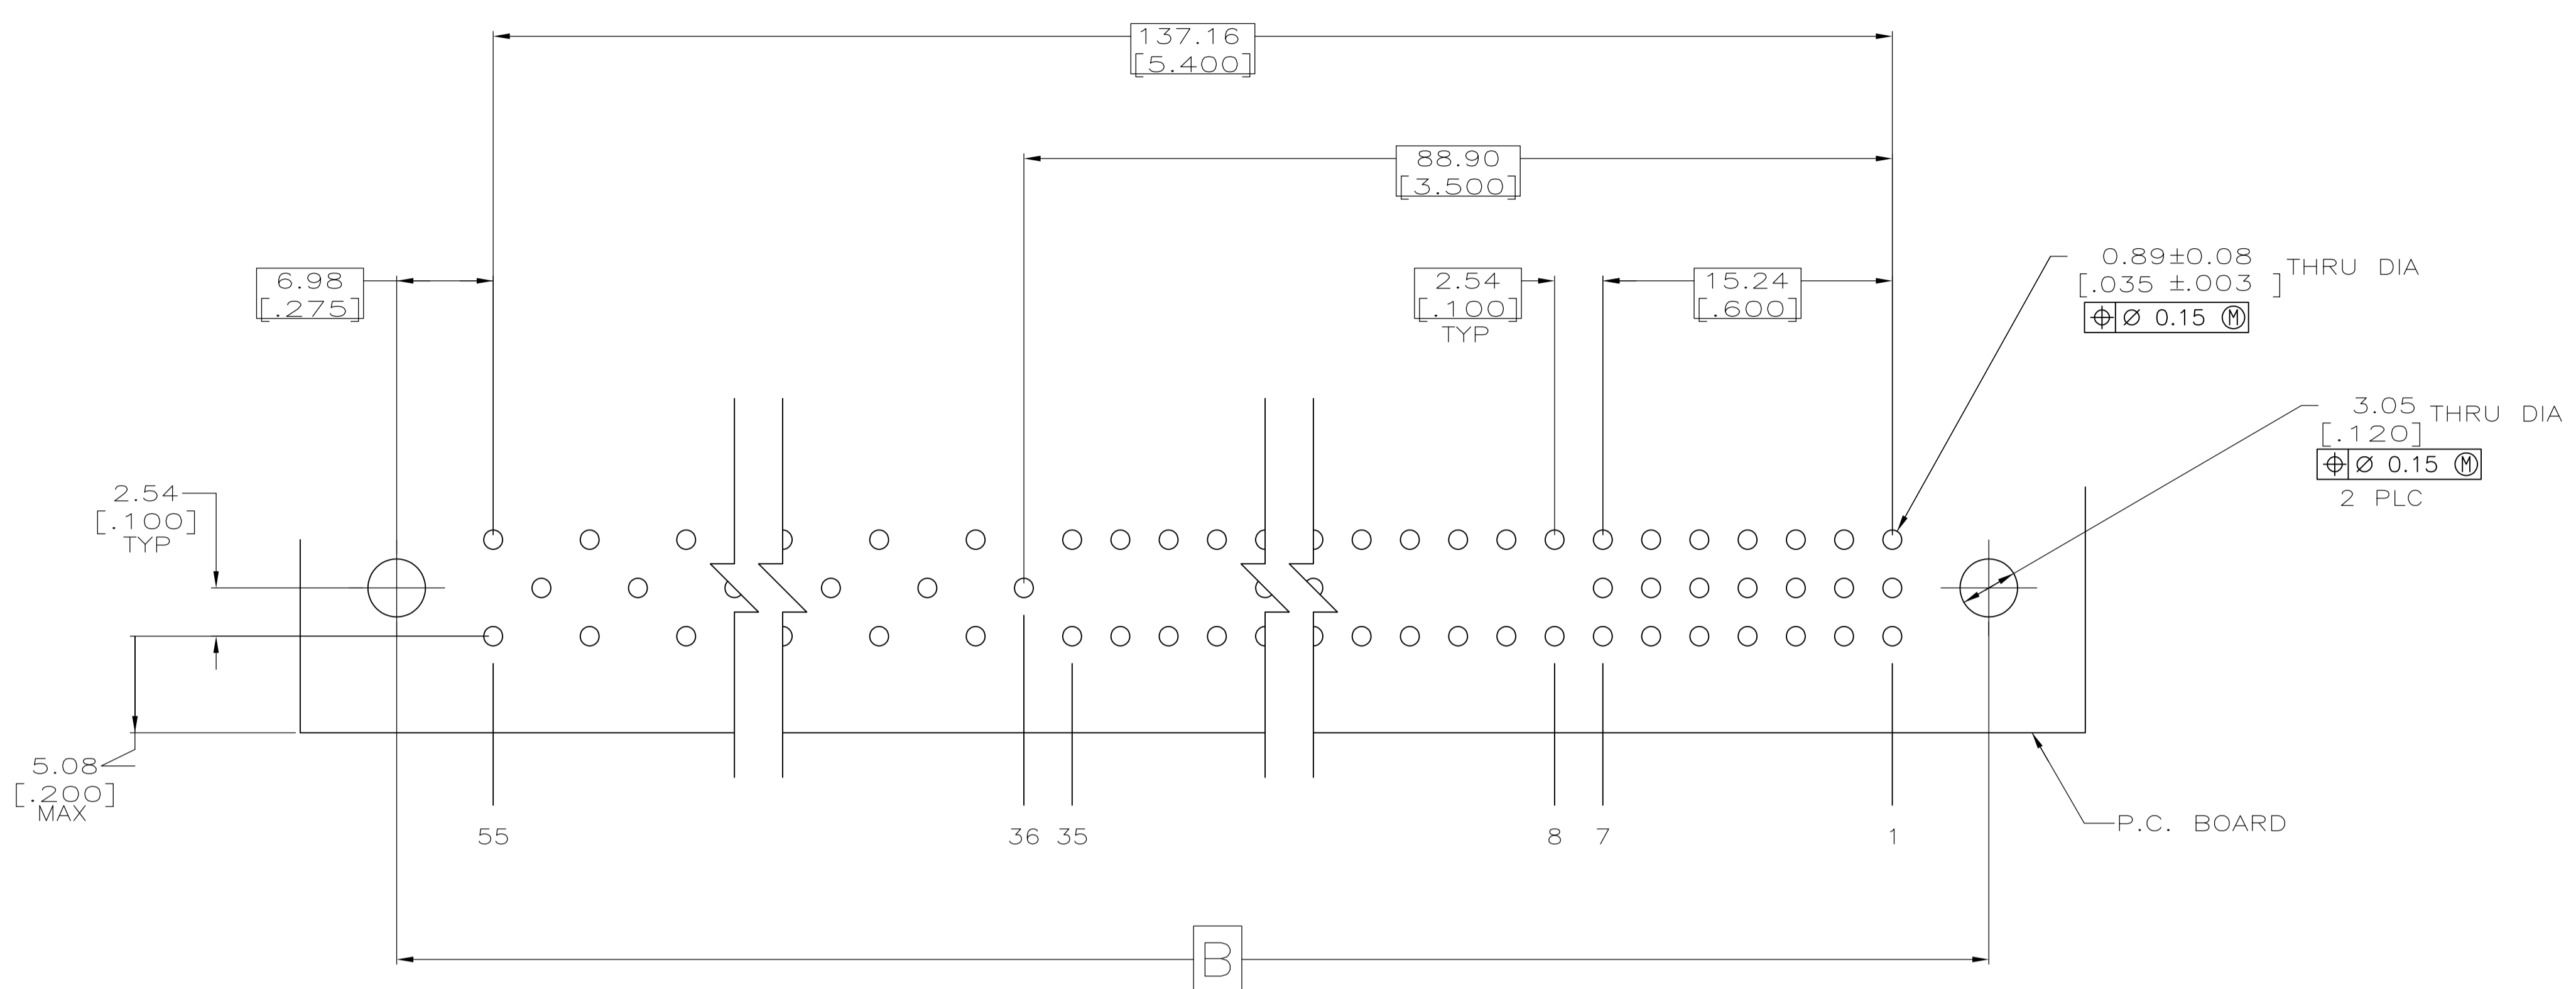 137.16
[5.400]
88.90
[3.500]
6.98
[.275]
2.54
[.100]
TYP
15.24
[.600]
0.89±0.08
[.035 ±.003 ]
THRU DIA
⌖ ⌀ 0.15 Ⓜ
3.05
[.120]
THRU DIA
⌖ ⌀ 0.15 Ⓜ
2 PLC
2.54
[.100]
TYP
5.08
[.200]
MAX
55
36
35
8
7
1
P.C. BOARD
B